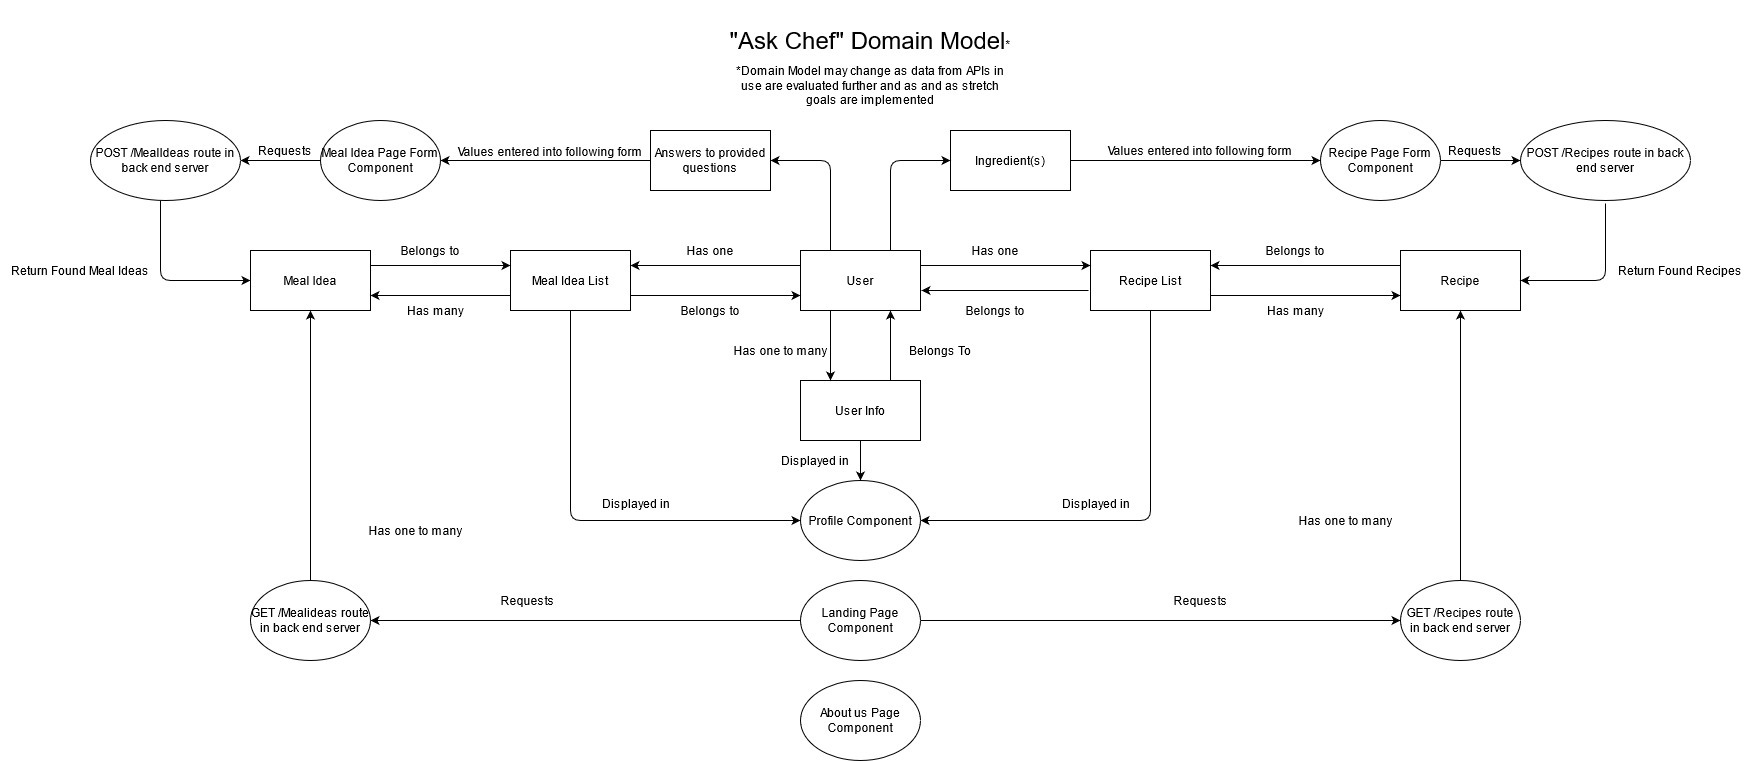 "Ask Chef" Domain Model*
*Domain Model may change as data from APIs in
use are evaluated further and as and as stretch
goals are implemented
POST /MealIdeas route in
back end server
Requests
Meal Idea Page Form
Component
Values entered into following form
Answers to provided
questions
Ingredient(s)
Values entered into following form
Recipe Page Form
Component
Requests
POST /Recipes route in back
end server
Return Found Meal Ideas
Meal Idea
Belongs to
Has many
Meal Idea List
Has one
Belongs to
User
Has one
Belongs to
Recipe List
Belongs to
Has many
Recipe
Return Found Recipes
Has one to many
Belongs To
User Info
Displayed in
Displayed in
Profile Component
Displayed in
Has one to many
Has one to many
GET /Mealideas route
in back end server
Requests
Landing Page
Component
Requests
GET /Recipes route
in back end server
About us Page
Component